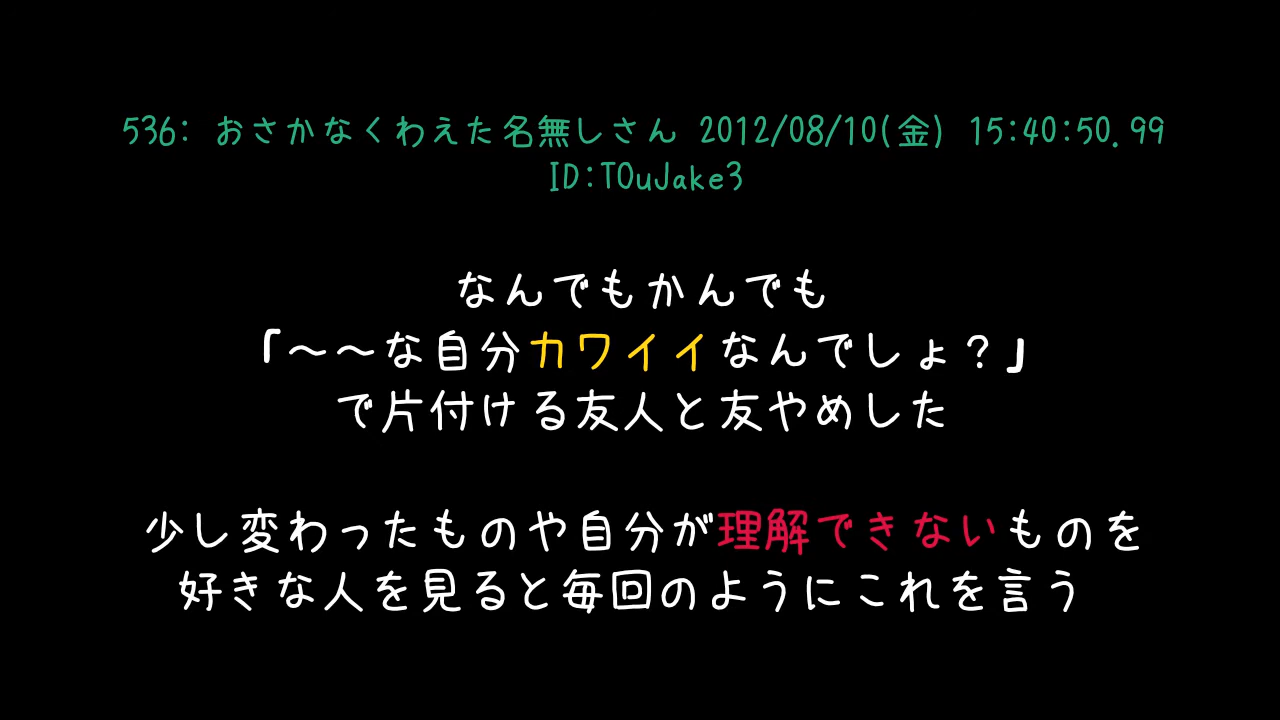 536: おさかなくわえた名無しさん 2012/08/10(金) 15:40:50.99
ID:TOuJake3
なんでもかんでも
「～～な自分カワイイなんでしょ？」
で片付ける友人と友やめした
少し変わったものや自分が理解できないものを
好きな人を見ると毎回のようにこれを言う